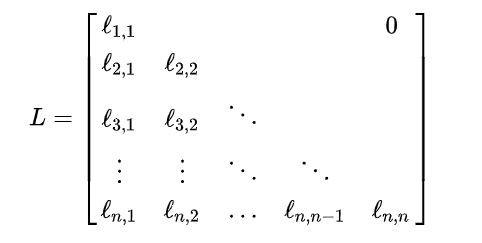 ℓ1,1 0
ℓ2,1 ℓ2,2
L = ℓ3,1 ℓ3,2 ⋱
⋮ ⋮ ⋱ ⋱
ℓn,1 ℓn,2 … ℓn,n−1 ℓn,n